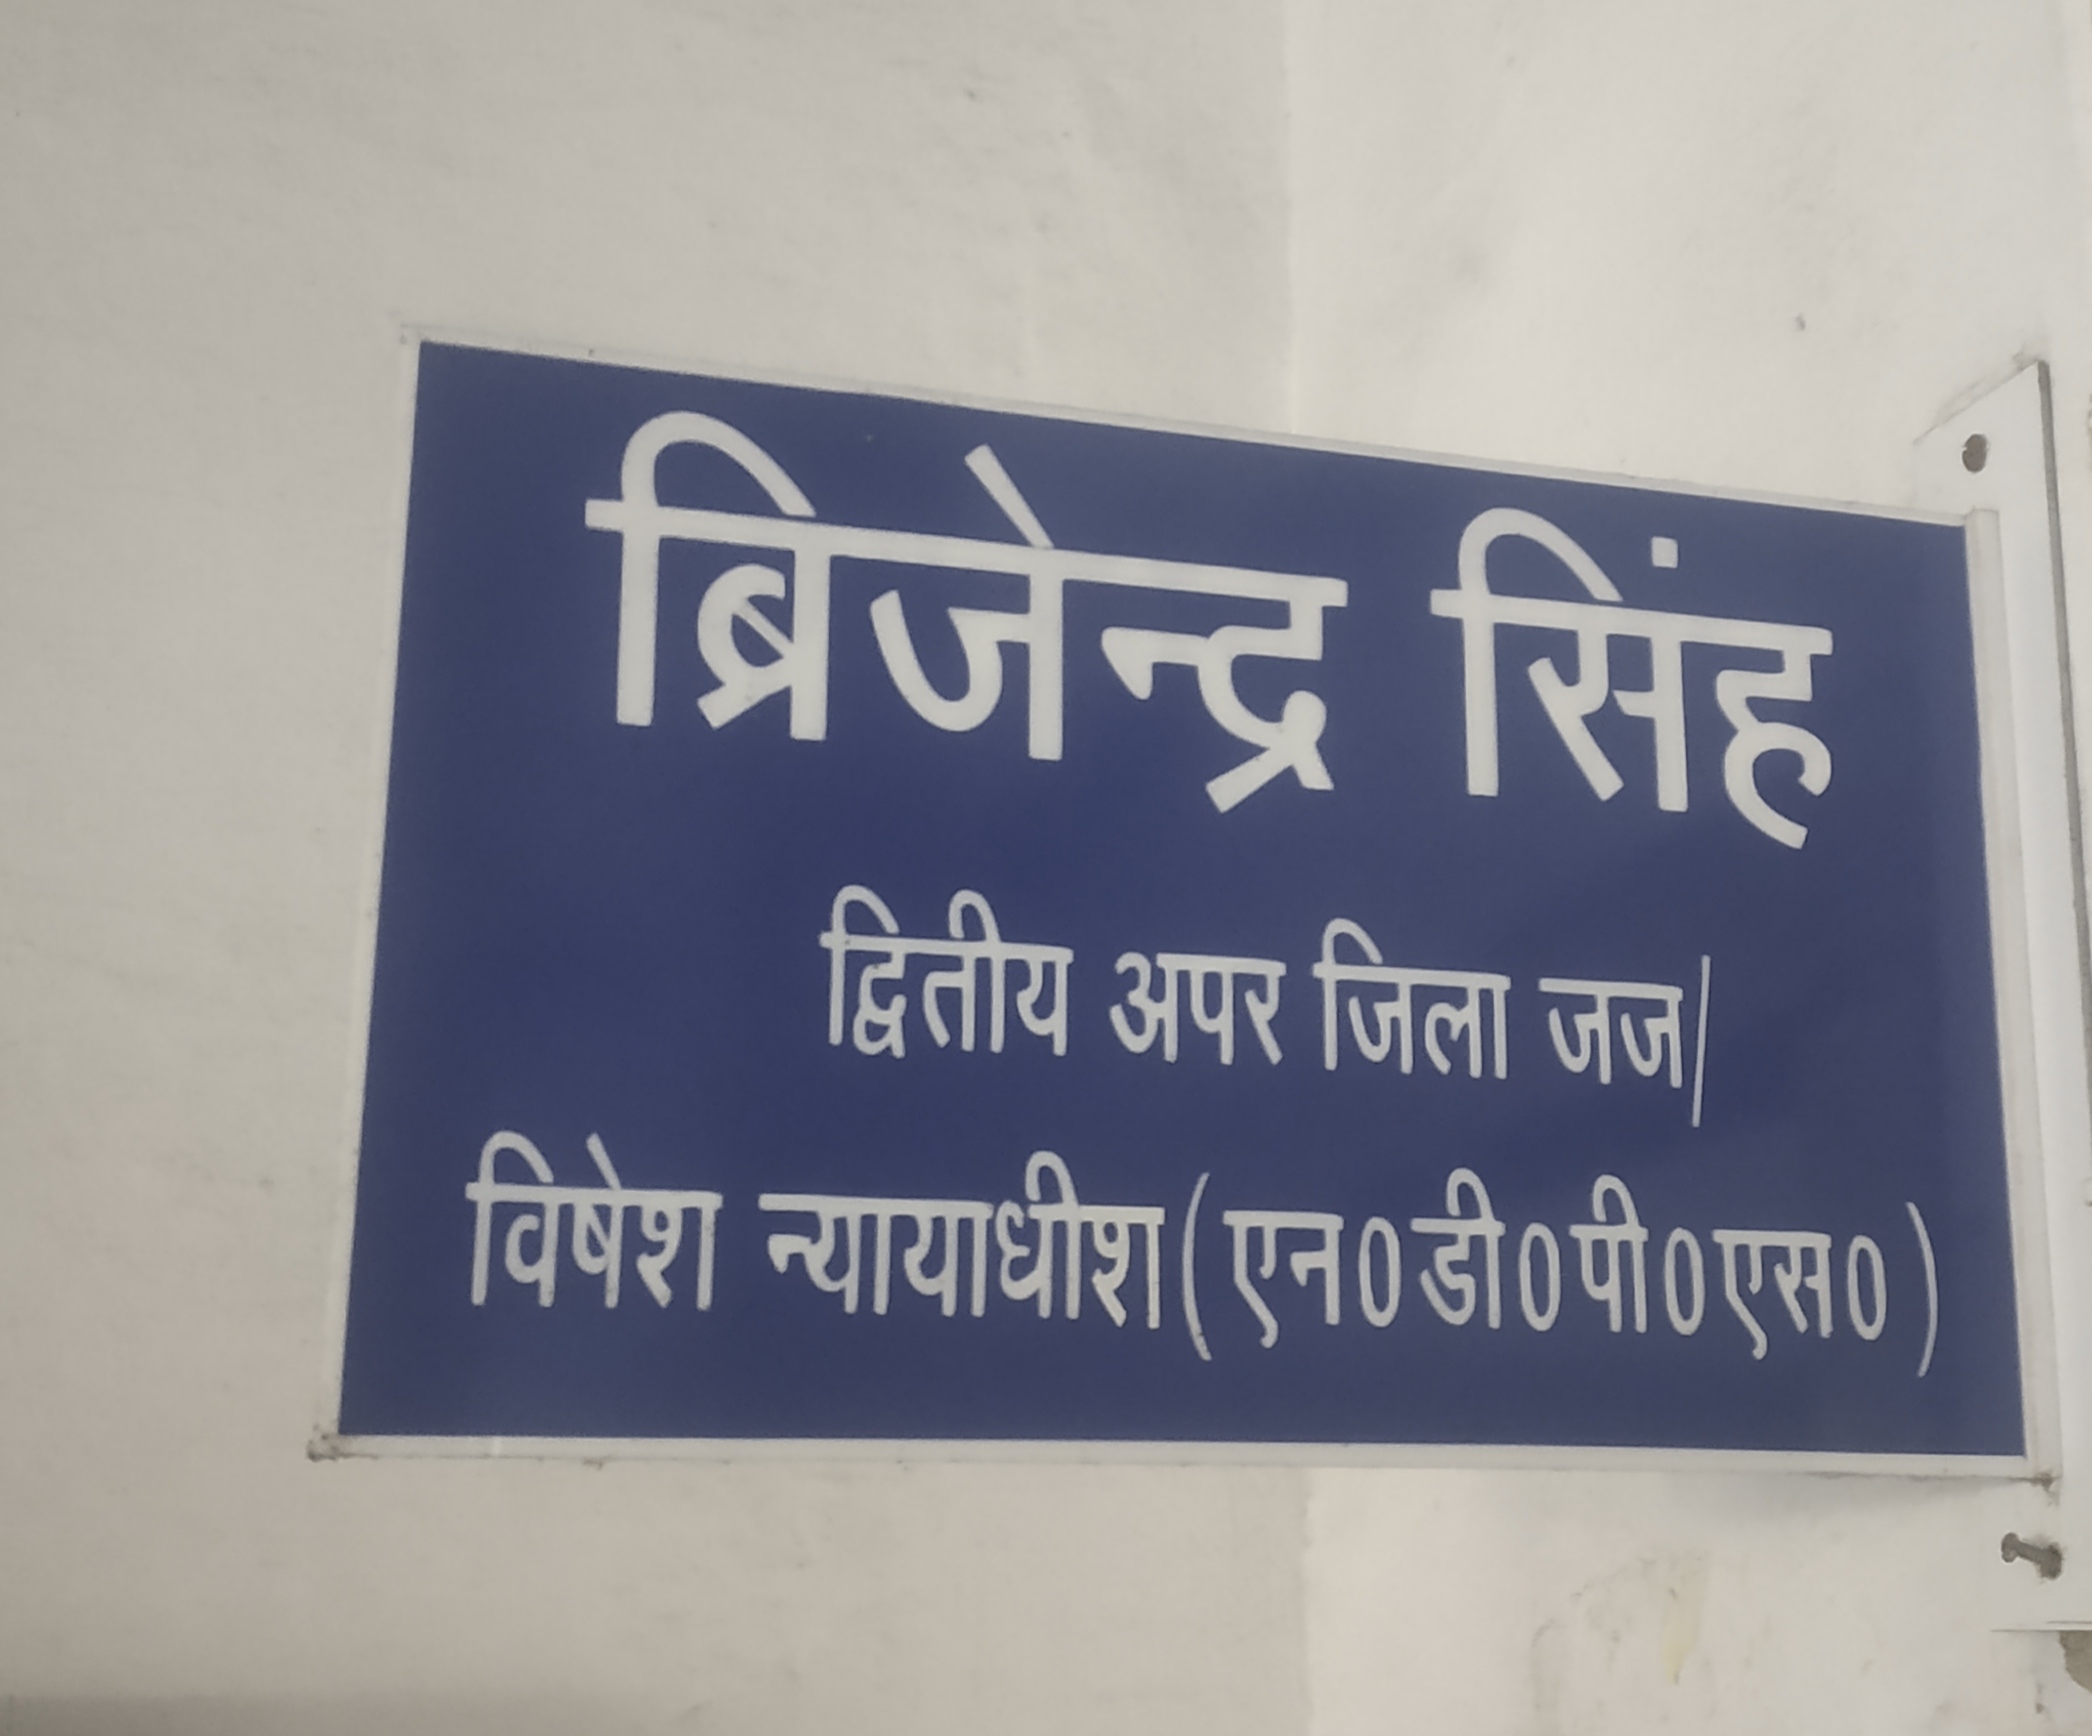 ब्रिजेन्द्र सिंह
द्वितीय अपर जिला जज/
विषेश न्यायाधीश(एन0डी0पी0एस0)